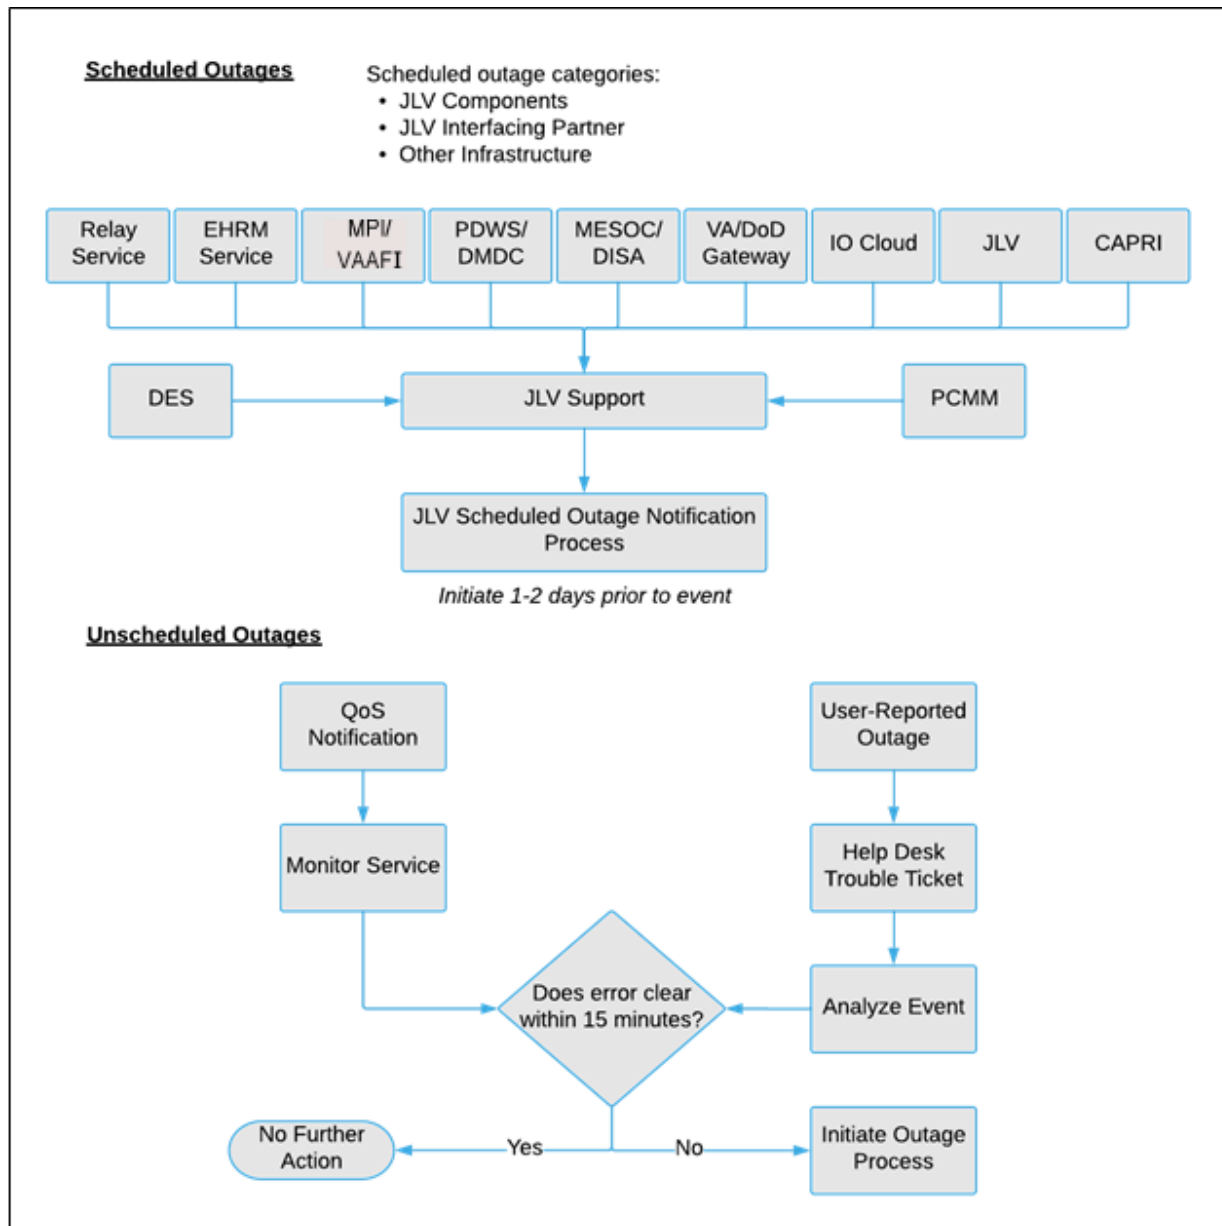 Scheduled Outages
Scheduled outage categories:
• JLV Components
• JLV Interfacing Partner
• Other Infrastructure
Relay
Service
EHRM
Service
MPI/
VAAFI
PDWS/
DMDC
MESOC/
DISA
VA/DoD
Gateway
IO Cloud
JLV
CAPRI
DES
JLV Support
PCMM
JLV Scheduled Outage Notification
Process
Initiate 1-2 days prior to event
Unscheduled Outages
QoS
Notification
User-Reported
Outage
Monitor Service
Help Desk
Trouble Ticket
Does error clear
within 15 minutes?
Analyze Event
No Further
Action
Yes
No
Initiate Outage
Process